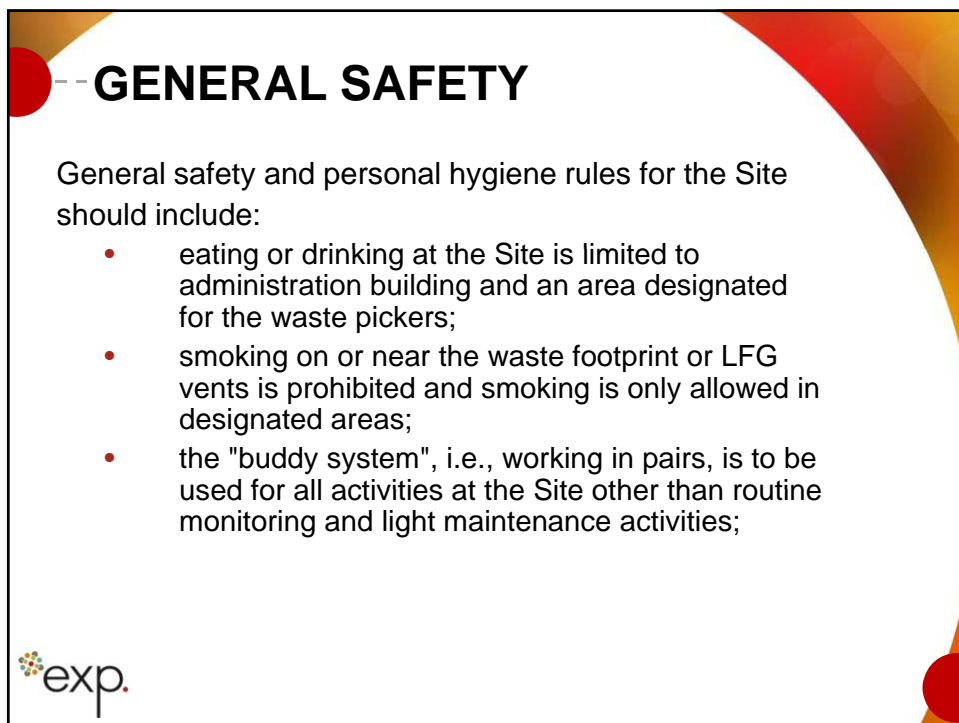 GENERAL SAFETY
General safety and personal hygiene rules for the Site
should include:
• eating or drinking at the Site is limited to
administration building and an area designated
for the waste pickers;
• smoking on or near the waste footprint or LFG
vents is prohibited and smoking is only allowed in
designated areas;
• the "buddy system", i.e., working in pairs, is to be
used for all activities at the Site other than routine
monitoring and light maintenance activities;
exp.